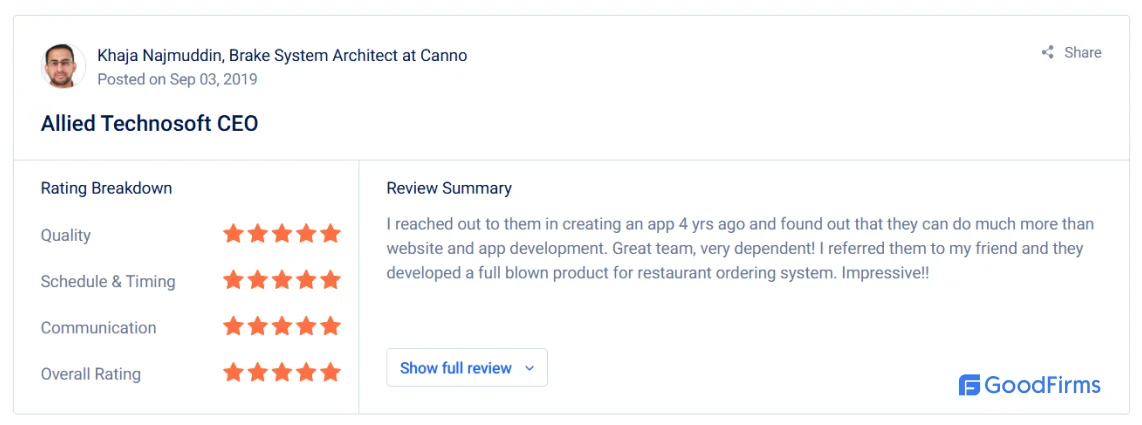 Khaja Najmuddin, Brake System Architect at Canno
Posted on Sep 03, 2019
Share
Allied Technosoft CEO
Rating Breakdown
Quality
Schedule & Timing
Communication
Overall Rating
Review Summary
I reached out to them in creating an app 4 yrs ago and found out that they can do much more than
website and app development. Great team, very dependent! I referred them to my friend and they
developed a full blown product for restaurant ordering system. Impressive!!
Show full review
GoodFirms